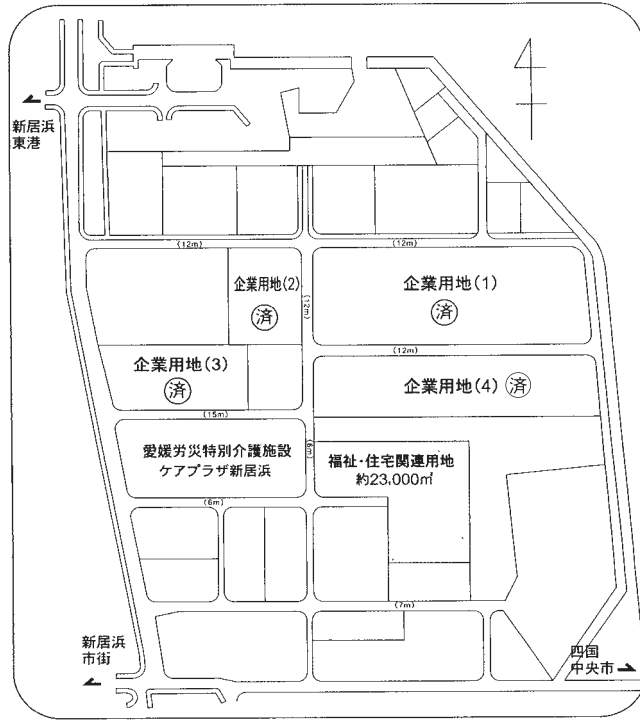 新居浜
東港
(12m)
(12m)
企業用地(2)
済
(12m)
企業用地(1)
済
(12m)
企業用地(3)
済
企業用地(4) 済
(15m)
愛媛労災特別介護施設
ケアプラザ新居浜
(6m)
福祉・住宅関連用地
約23,000㎡
(6m)
(7m)
新居浜
市街
四国
中央市